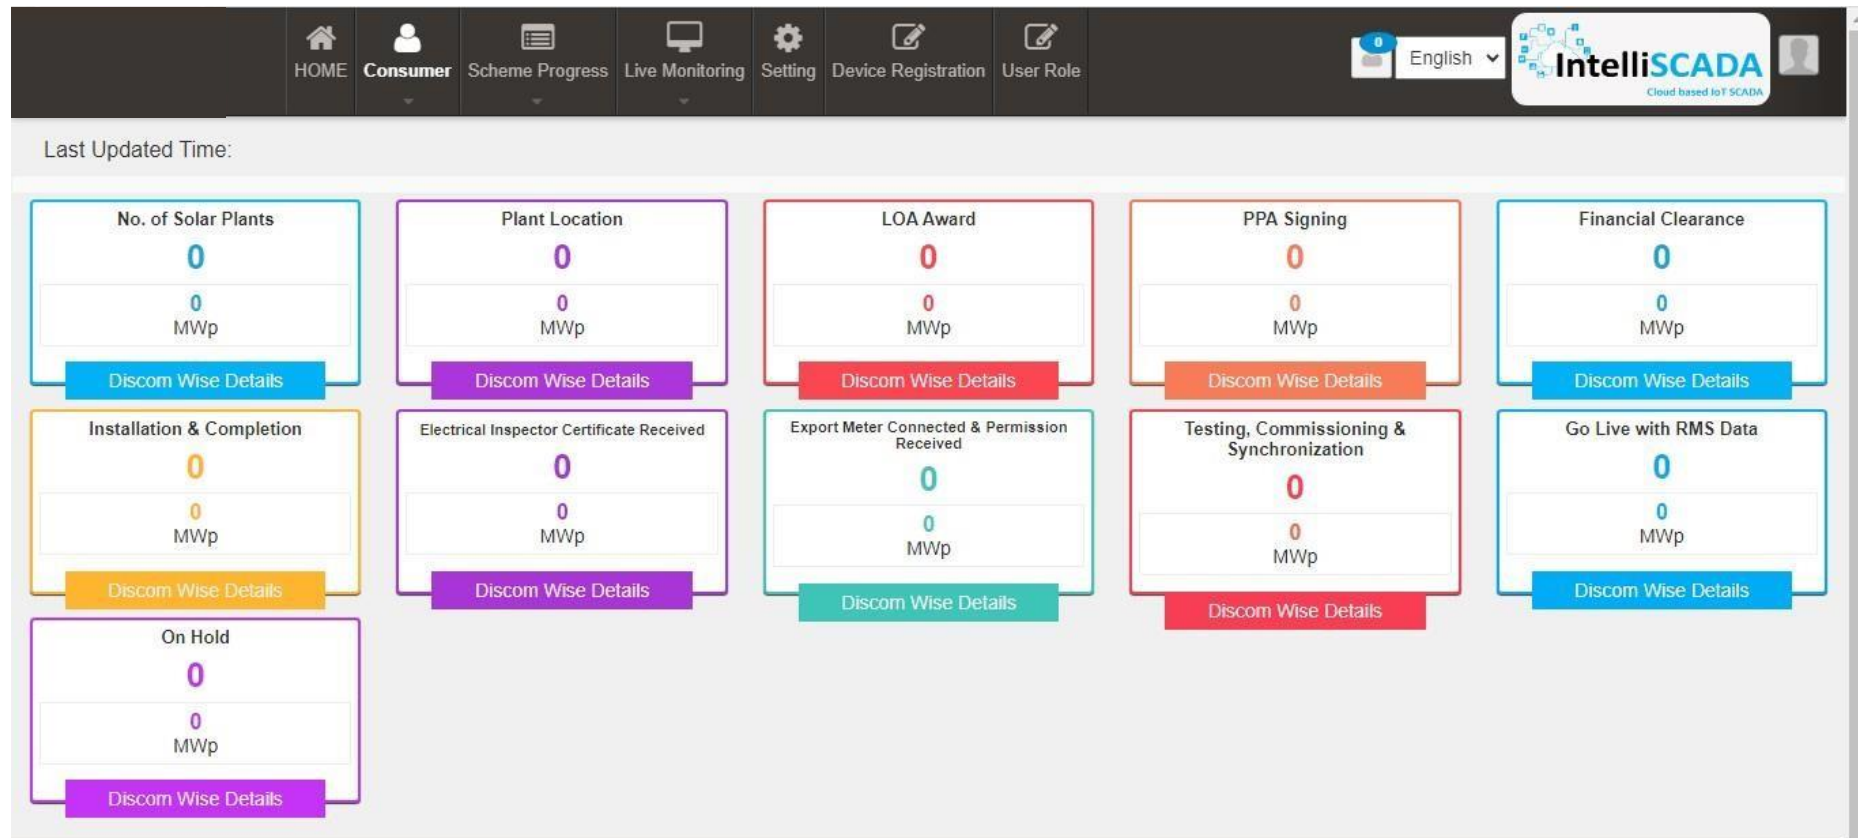 HOME
Consumer
Scheme Progress
Live Monitoring
Setting
Device Registration
User Role
0
English
IntelliSCADA
Cloud based IoT SCADA
Last Updated Time:
No. of Solar Plants
0
0
MWp
Discom Wise Details
Plant Location
0
0
MWp
Discom Wise Details
LOA Award
0
0
MWp
Discom Wise Details
PPA Signing
0
0
MWp
Discom Wise Details
Financial Clearance
0
0
MWp
Discom Wise Details
Installation & Completion
0
0
MWp
Discom Wise Details
Electrical Inspector Certificate Received
0
0
MWp
Discom Wise Details
Export Meter Connected & Permission
Received
0
0
MWp
Discom Wise Details
Testing, Commissioning &
Synchronization
0
0
MWp
Discom Wise Details
Go Live with RMS Data
0
0
MWp
Discom Wise Details
On Hold
0
0
MWp
Discom Wise Details